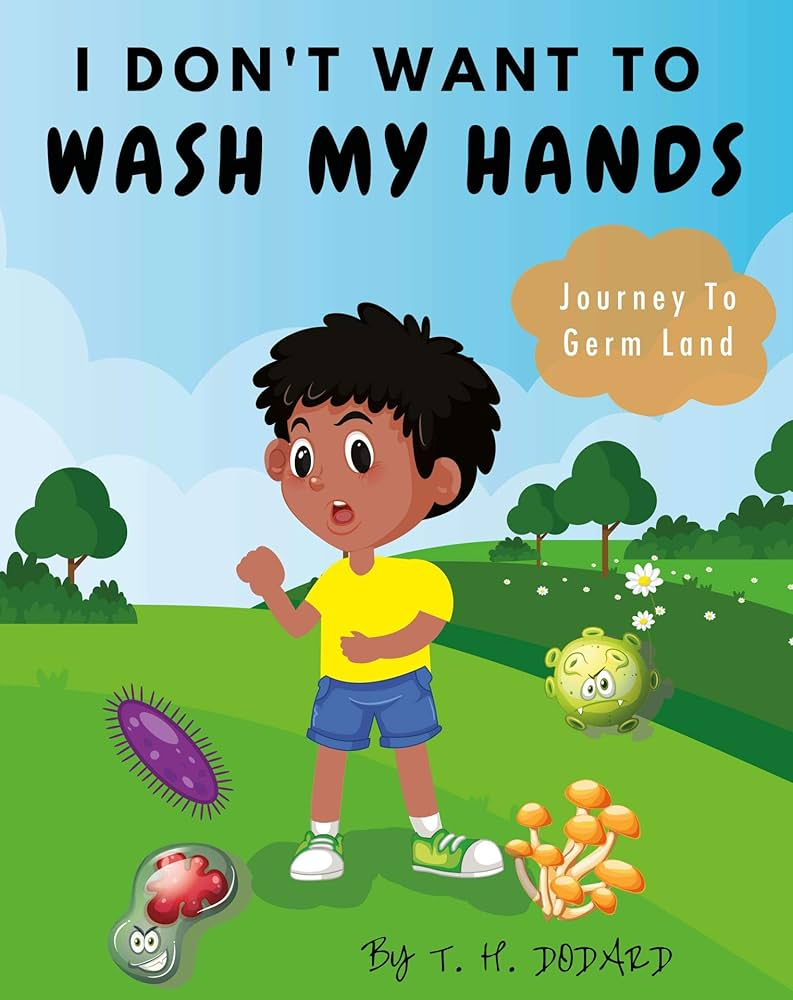 I DON'T WANT TO
WASH MY HANDS
Journey To
Germ Land
By T. H. DODARD